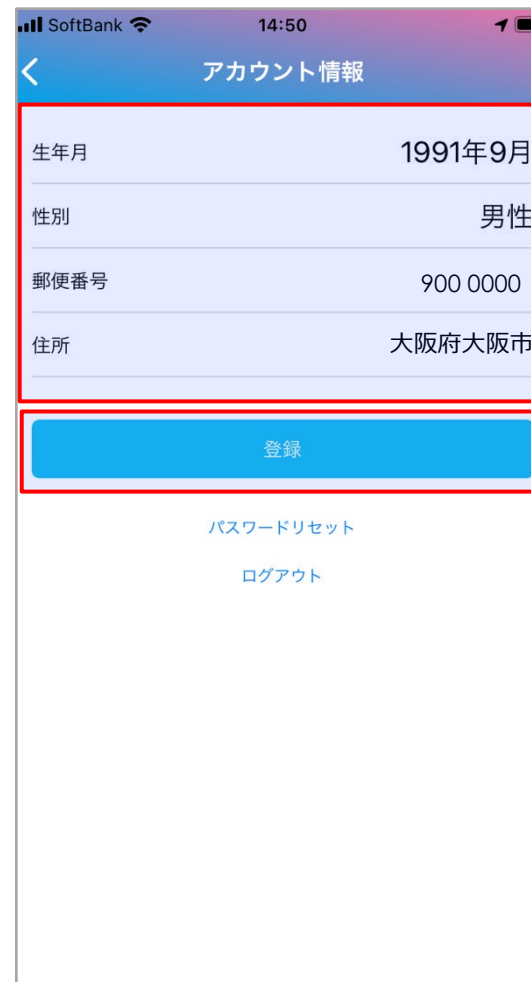 SoftBank 14:50
アカウント情報
生年月 1991年9月
性別 男性
郵便番号 900 0000
住所 大阪府大阪市
登録
パスワードリセット
ログアウト